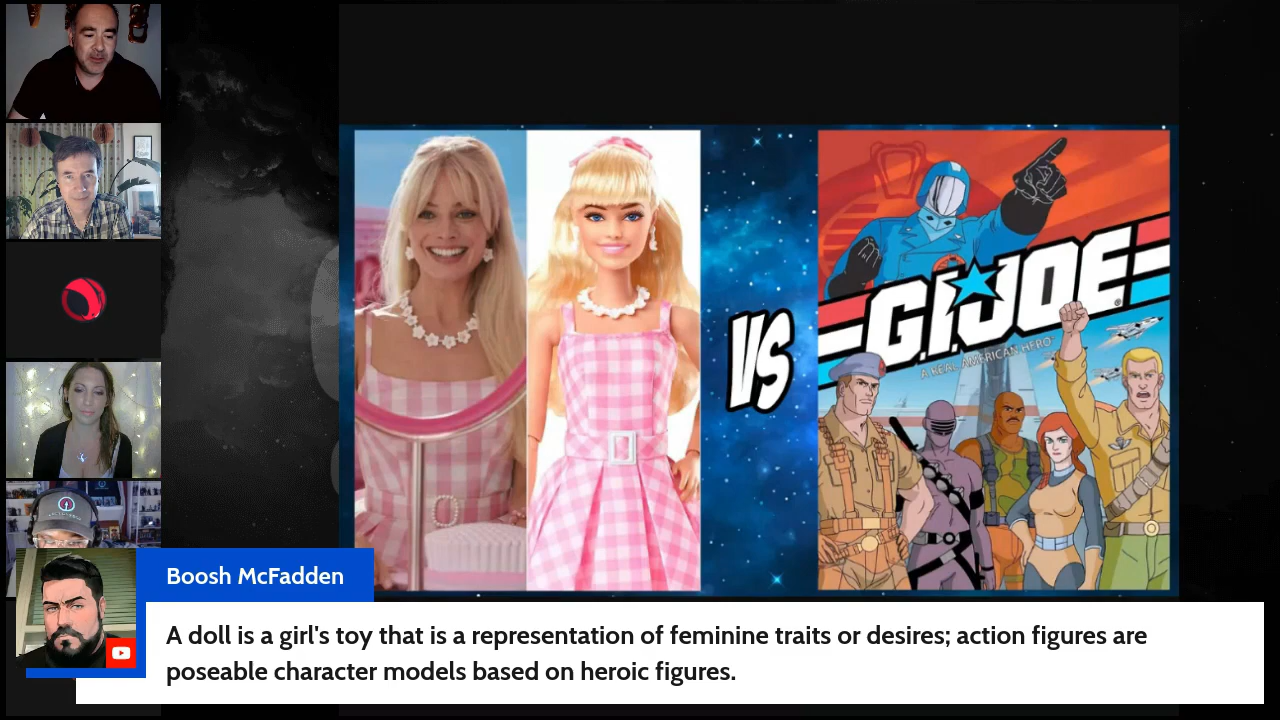 VS
G.I. JOE
A REAL AMERICAN HERO
Boosh McFadden
A doll is a girl's toy that is a representation of feminine traits or desires; action figures are
poseable character models based on heroic figures.